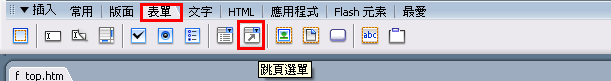 ▼ 插入 常用 版面 表單 文字 HTML 應用程式 Flash 元素 最愛
abc
跳頁選單
f_top.htm